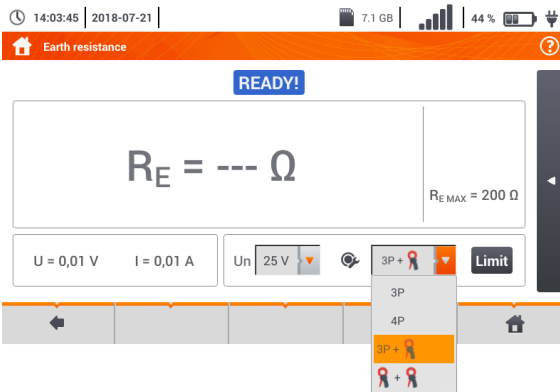 14:03:45 2018-07-21 7.1 GB 44 %
Earth resistance ?
READY!
RE = --- Ω
RE MAX = 200 Ω
U = 0,01 V I = 0,01 A Un 25 V 3P + Limit
3P
4P
3P +
+